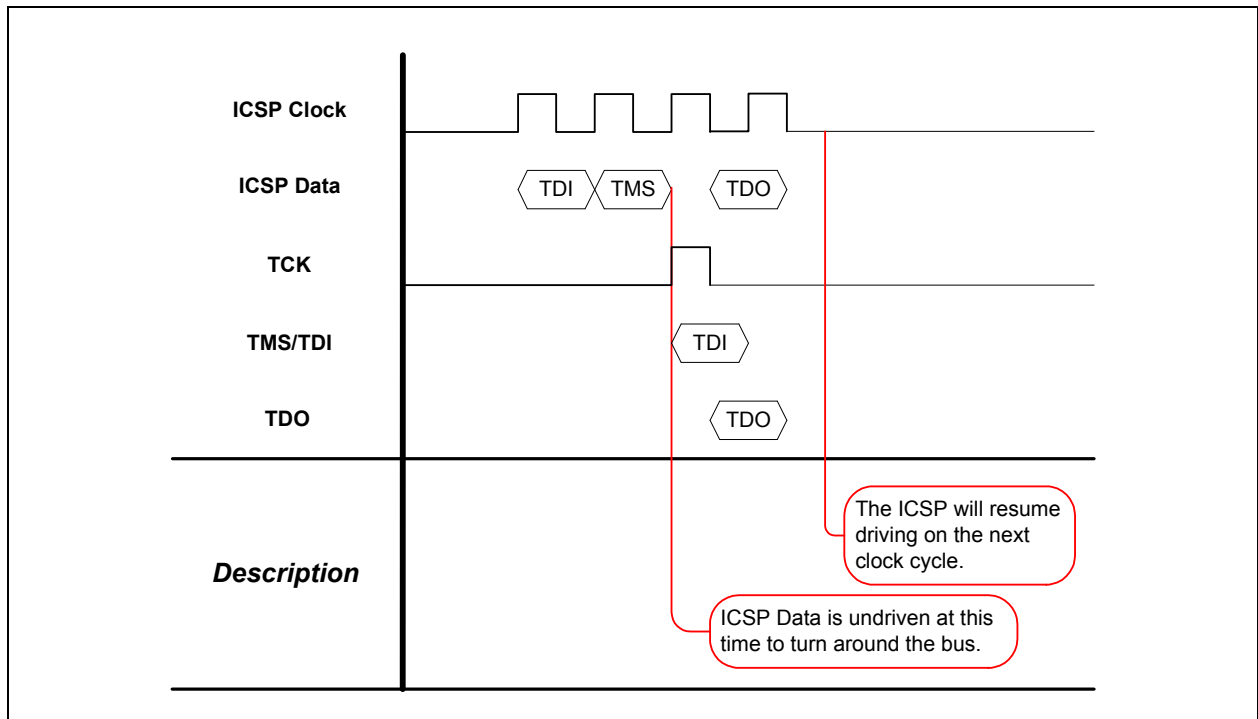 ICSP Clock
ICSP Data
TDI
TMS
TDO
TCK
TMS/TDI
TDI
TDO
TDO
Description
The ICSP will resume
driving on the next
clock cycle.
ICSP Data is undriven at this
time to turn around the bus.